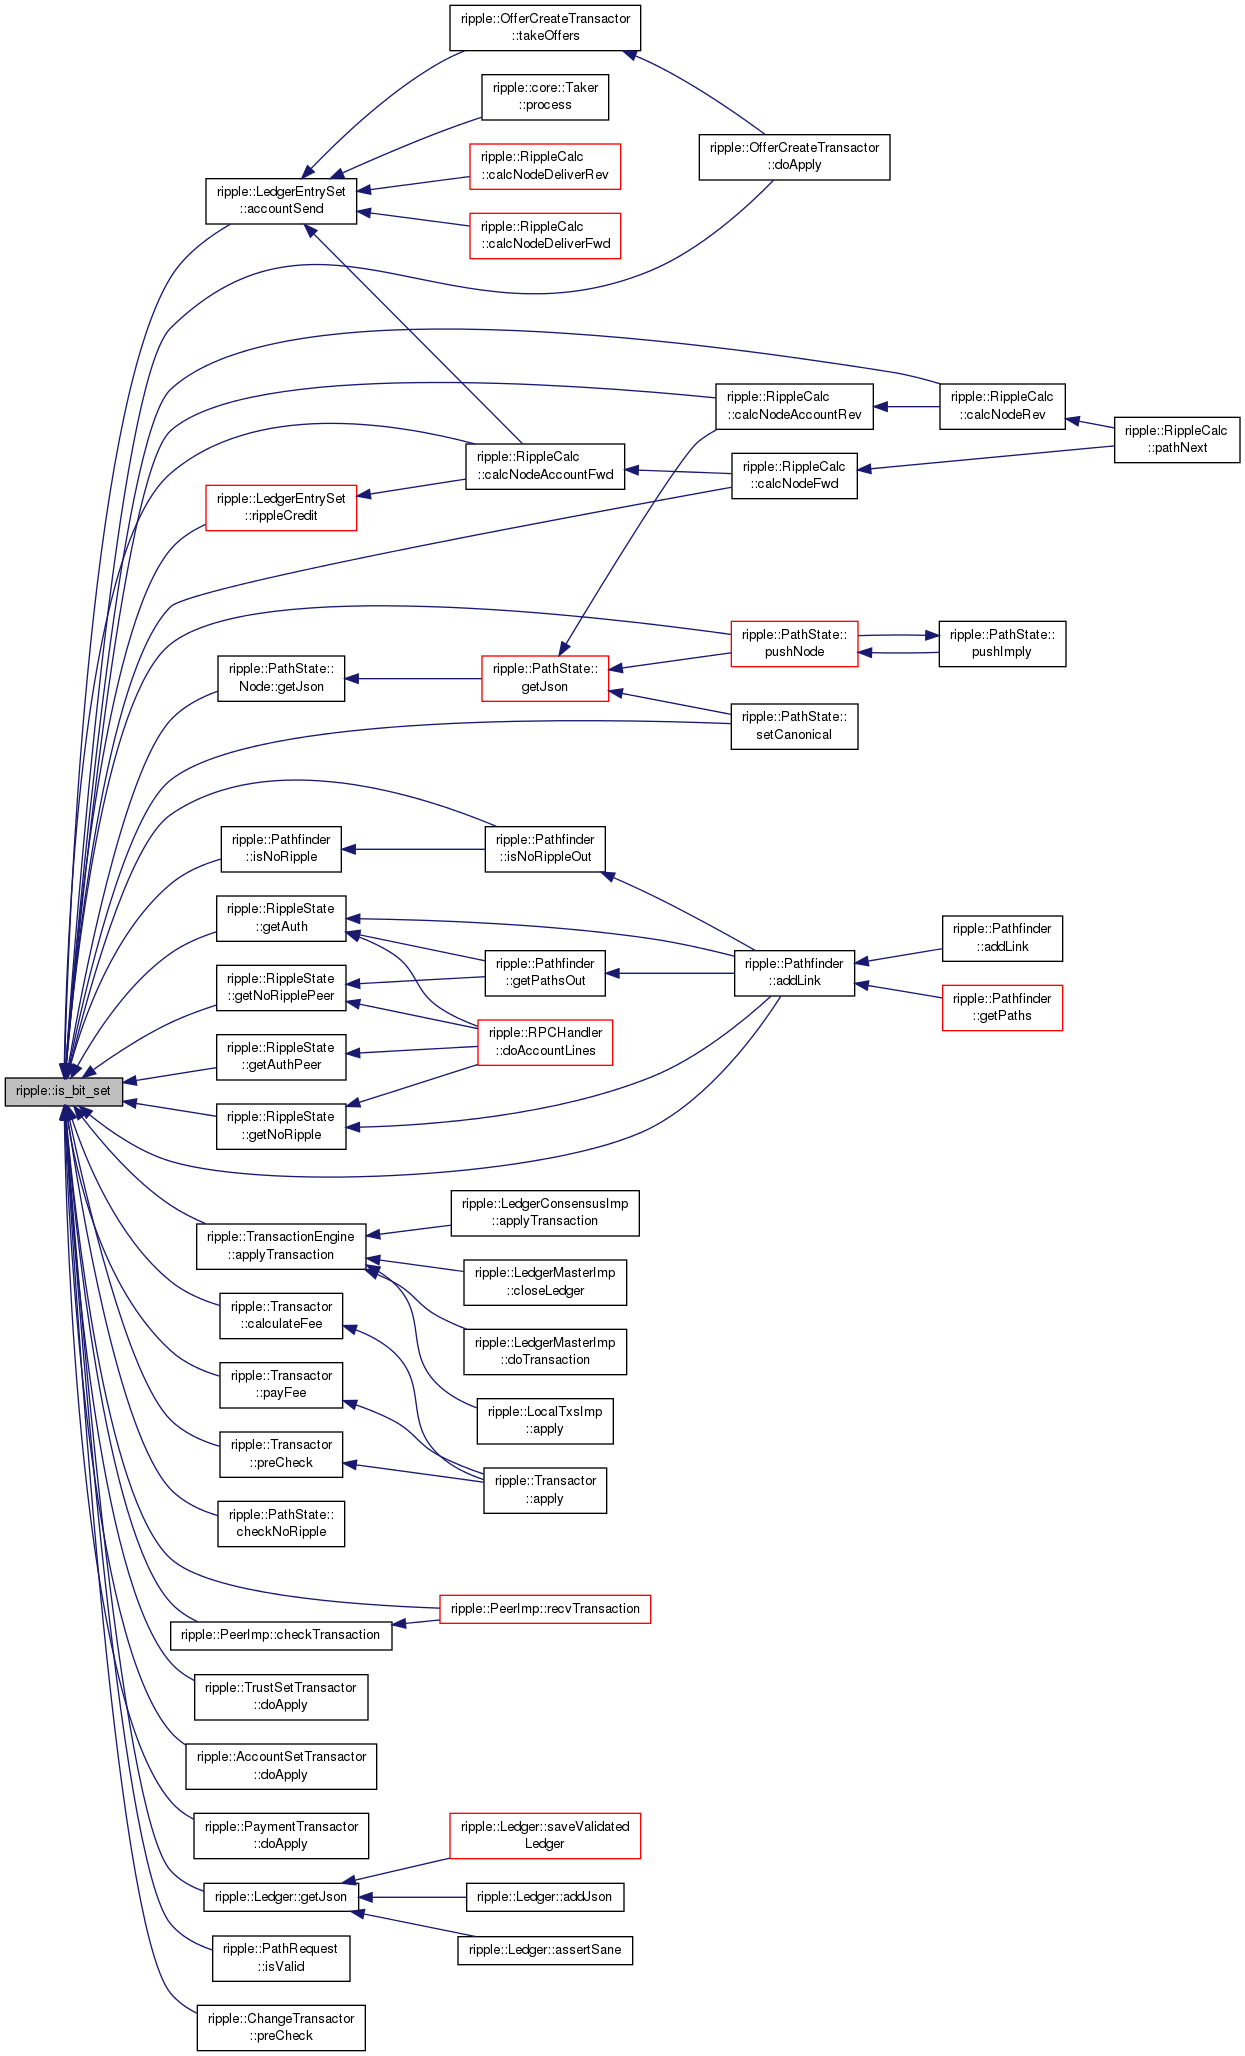 ripple::OfferCreateTransactor
::takeOffers
ripple::core::Taker
::process
ripple::OfferCreateTransactor
::doApply
ripple::RippleCalc
::calcNodeDeliverRev
ripple::LedgerEntrySet
::accountSend
ripple::RippleCalc
::calcNodeDeliverFwd
ripple::RippleCalc
::calcNodeAccountRev
ripple::RippleCalc
::calcNodeRev
ripple::RippleCalc
::pathNext
ripple::RippleCalc
::calcNodeAccountFwd
ripple::RippleCalc
::calcNodeFwd
ripple::LedgerEntrySet
::rippleCredit
ripple::PathState::
pushNode
ripple::PathState::
pushImply
ripple::PathState::
Node::getJson
ripple::PathState::
getJson
ripple::PathState::
setCanonical
ripple::Pathfinder
::isNoRipple
ripple::Pathfinder
::isNoRippleOut
ripple::RippleState
::getAuth
ripple::Pathfinder
::addLink
ripple::Pathfinder
::getPathsOut
ripple::Pathfinder
::addLink
ripple::RippleState
::getNoRipplePeer
ripple::Pathfinder
::getPaths
ripple::RPCHandler
::doAccountLines
ripple::RippleState
::getAuthPeer
ripple::is_bit_set
ripple::RippleState
::getNoRipple
ripple::LedgerConsensusImp
::applyTransaction
ripple::TransactionEngine
::applyTransaction
ripple::LedgerMasterImp
::closeLedger
ripple::Transactor
::calculateFee
ripple::LedgerMasterImp
::doTransaction
ripple::Transactor
::payFee
ripple::LocalTxsImp
::apply
ripple::Transactor
::preCheck
ripple::Transactor
::apply
ripple::PathState::
checkNoRipple
ripple::PeerImp::recvTransaction
ripple::PeerImp::checkTransaction
ripple::TrustSetTransactor
::doApply
ripple::AccountSetTransactor
::doApply
ripple::PaymentTransactor
::doApply
ripple::Ledger::saveValidated
Ledger
ripple::Ledger::getJson
ripple::Ledger::addJson
ripple::Ledger::assertSane
ripple::PathRequest
::isValid
ripple::ChangeTransactor
::preCheck